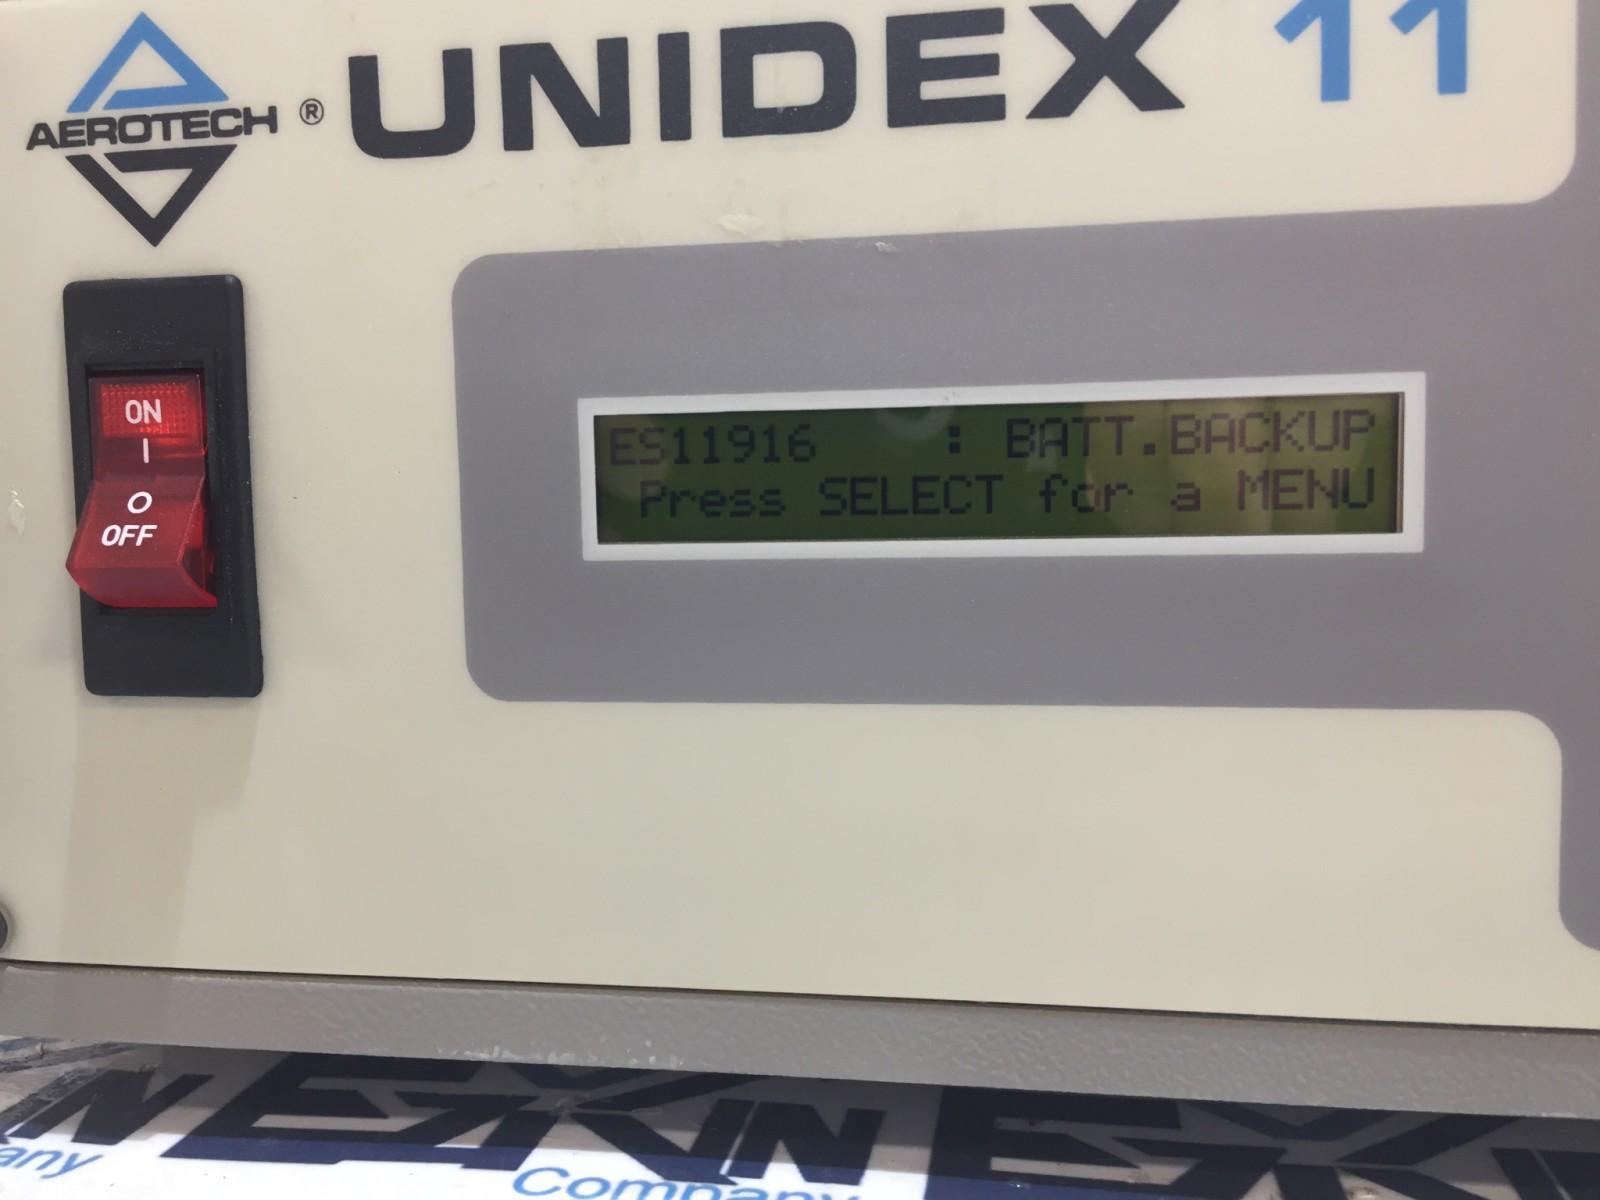 AEROTECH ® UNIDEX 11
ON
I
O
OFF
ES11916 : BATT.BACKUP
Press SELECT for a MENU
Company